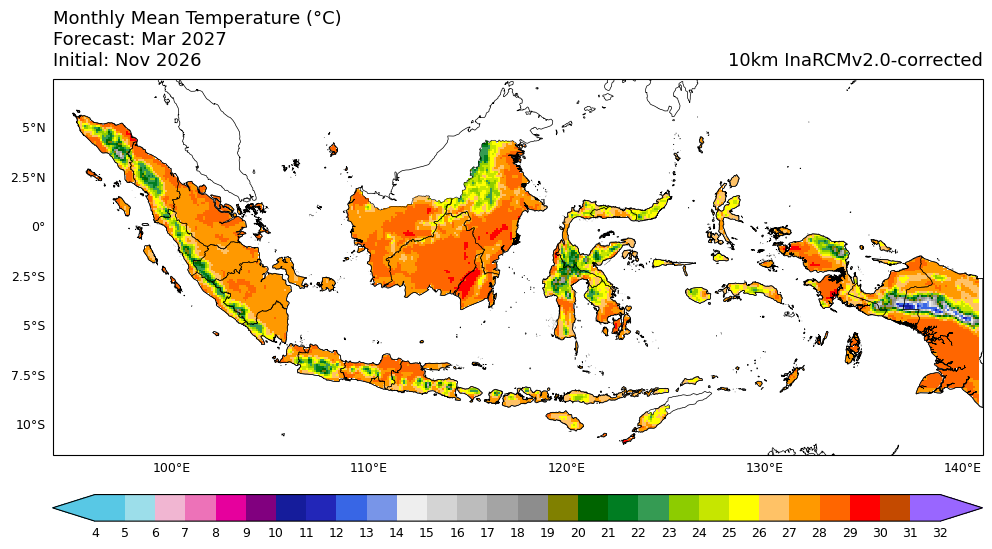 Monthly Mean Temperature (°C)
Forecast: Mar 2027
Initial: Nov 2026
10km InaRCMv2.0-corrected
5°N
2.5°N
0°
2.5°S
5°S
7.5°S
10°S
100°E 110°E 120°E 130°E 140°E
4 5 6 7 8 9 10 11 12 13 14 15 16 17 18 19 20 21 22 23 24 25 26 27 28 29 30 31 32